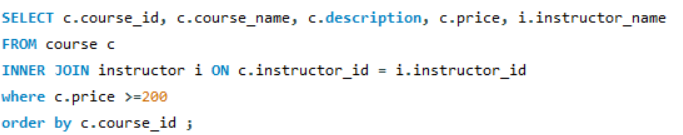 SELECT c.course_id, c.course_name, c.description, c.price, i.instructor_name
FROM course c
INNER JOIN instructor i ON c.instructor_id = i.instructor_id
where c.price >=200
order by c.course_id ;